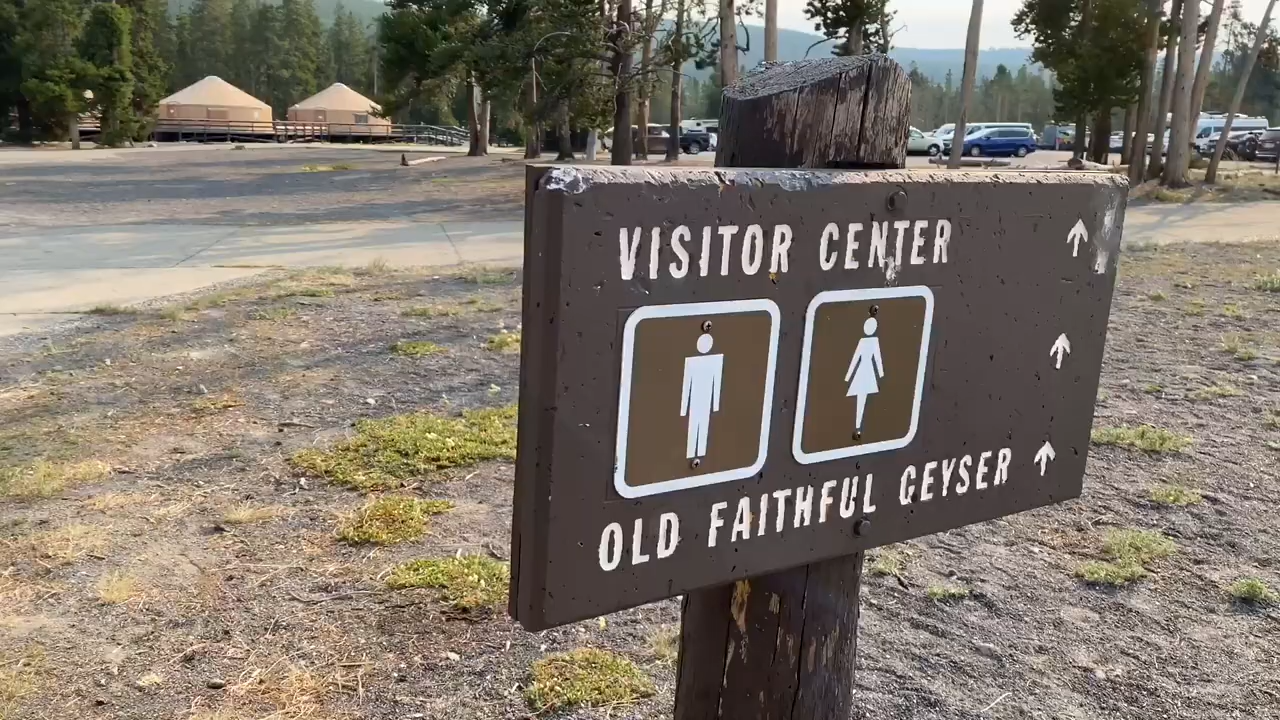 VISITOR CENTER ↑
↑
OLD FAITHFUL GEYSER ↑